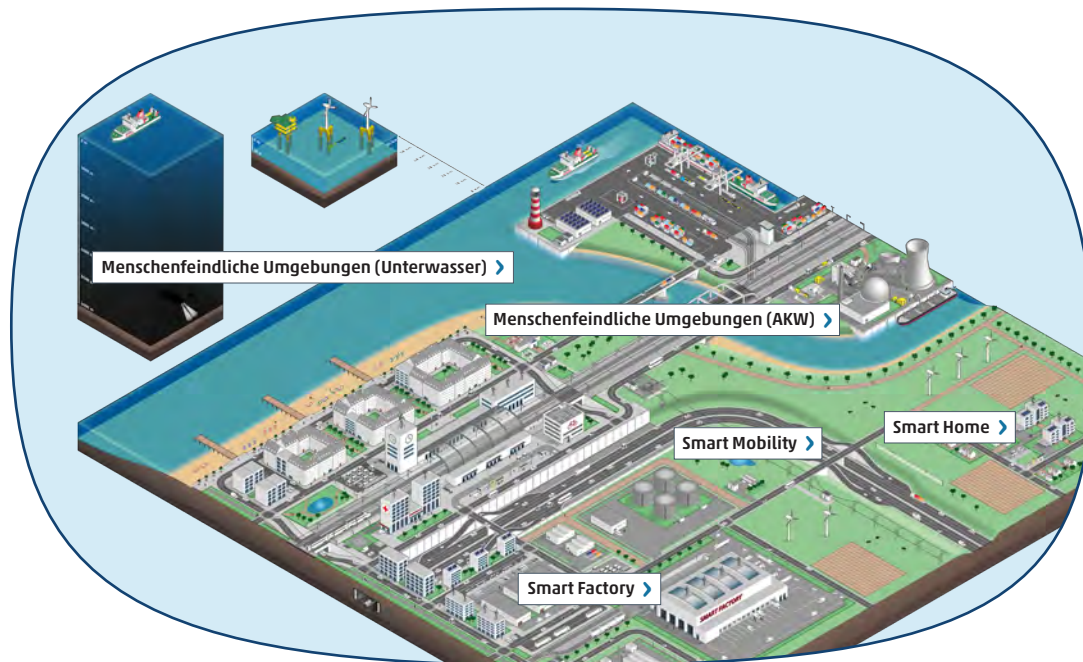 Menschenfeindliche Umgebungen (Unterwasser)
Menschenfeindliche Umgebungen (AKW)
Smart Home
Smart Mobility
Smart Factory
SMART FACTORY